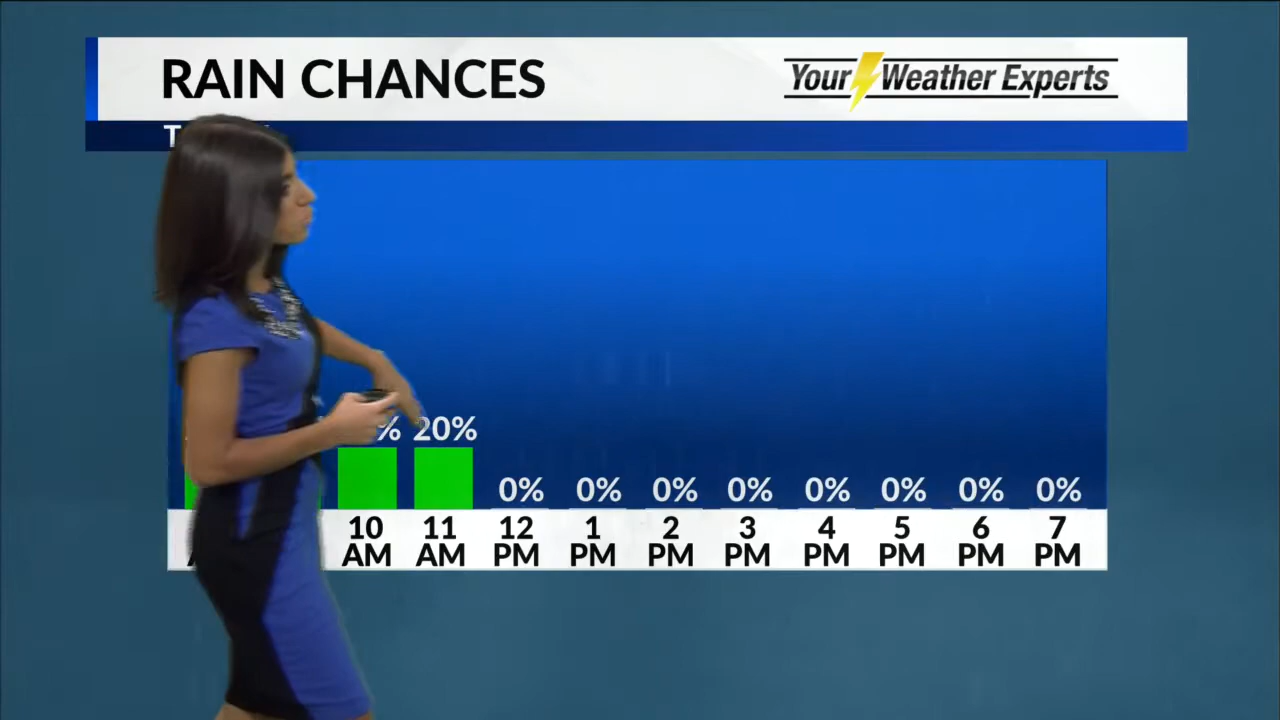 RAIN CHANCES
Your Weather Experts
% 20%
0% 0% 0% 0% 0% 0% 0% 0%
10 11 12 1 2 3 4 5 6 7
AM AM PM PM PM PM PM PM PM PM